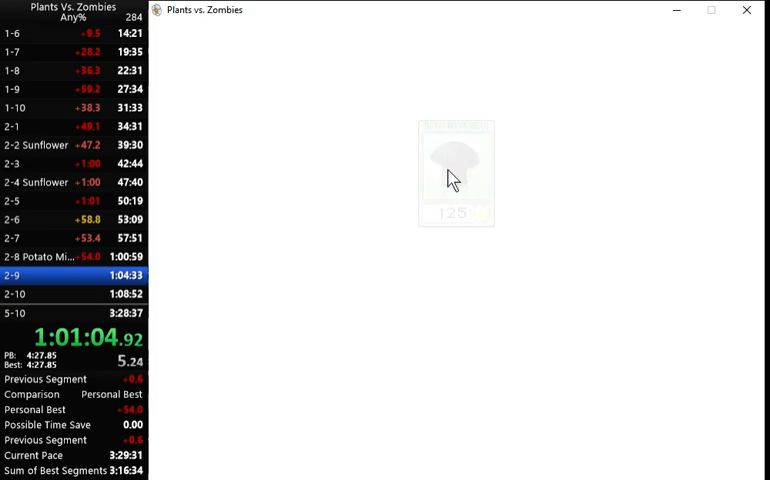 Plants Vs. Zombies
Any% 284
1-6 +9.5 14:21
1-7 +28.2 19:35
1-8 +36.3 22:31
1-9 +59.2 27:34
1-10 +38.3 31:33
2-1 +49.1 34:31
2-2 Sunflower +47.2 39:30
2-3 +1:00 42:44
2-4 Sunflower +1:00 47:40
2-5 +1:01 50:19
2-6 +58.8 53:09
2-7 +53.4 57:51
2-8 Potato Mi... +54.0 1:00:59
2-9 1:04:33
2-10 1:08:52
5-10 3:28:37
1:01:04.92
PB: 4:27.85
Best: 4:27.85 5.24
Previous Segment +0.6
Comparison Personal Best
Personal Best +54.0
Possible Time Save 0.00
Previous Segment +0.6
Current Pace 3:29:31
Sum of Best Segments 3:16:34
Plants vs. Zombies
125